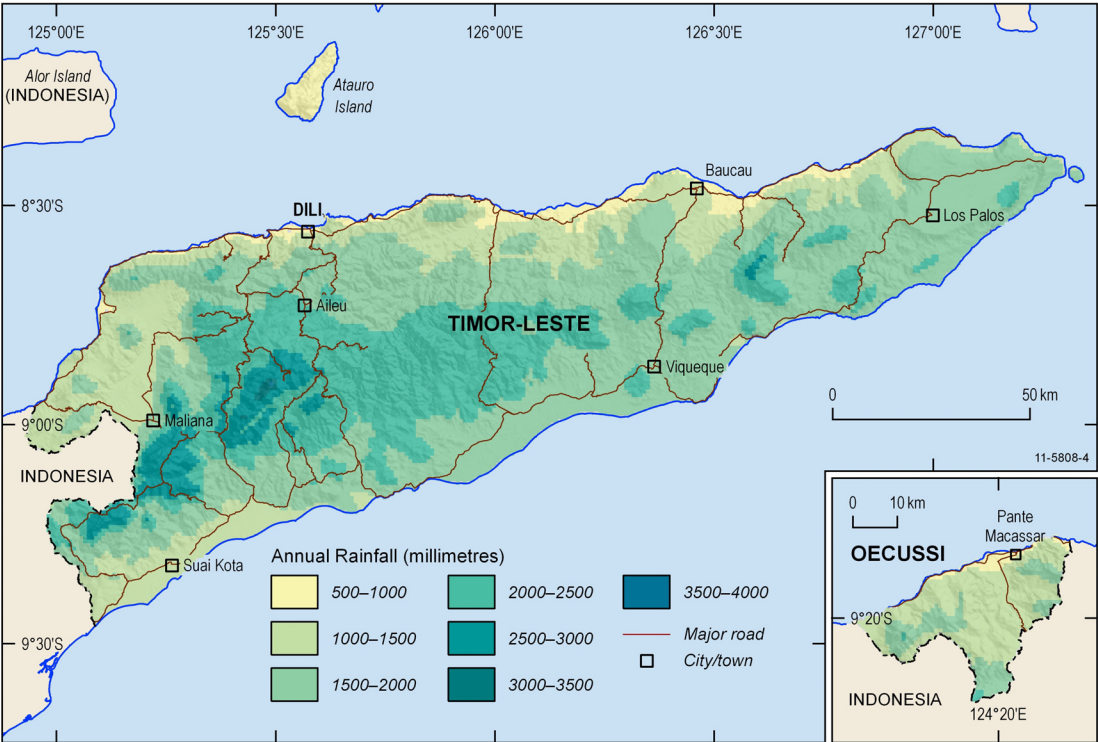 125°00'E
125°30'E
126°00'E
126°30'E
127°00'E
Alor Island
(INDONESIA)
Atauro
Island
Baucau
8°30'S
DILI
Los Palos
Aileu
TIMOR-LESTE
Viqueque
0 50 km
Maliana
9°00'S
11-5808-4
INDONESIA
Suai Kota
9°30'S
Annual Rainfall (millimetres)
500–1000
1000–1500
1500–2000
2000–2500
2500–3000
3000–3500
3500–4000
Major road
City/town
0 10 km
Pante
Macassar
OECUSSI
9°20'S
INDONESIA
124°20'E